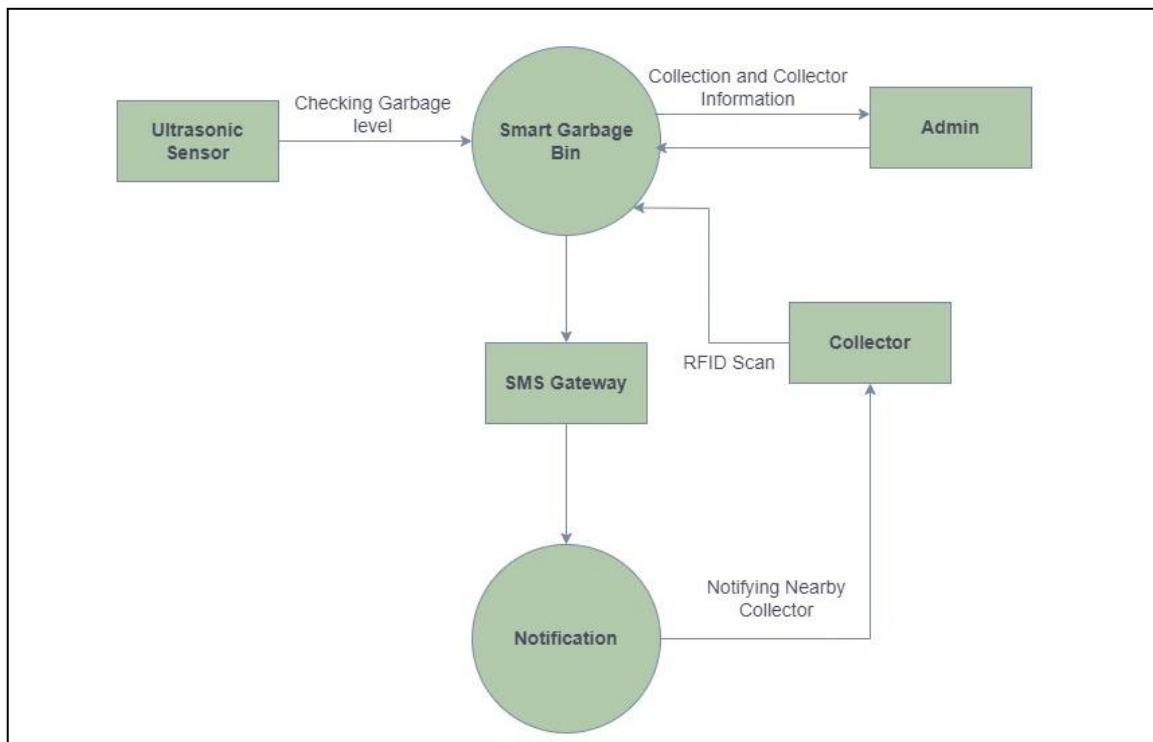 Ultrasonic
Sensor
Checking Garbage
level
Smart Garbage
Bin
Collection and Collector
Information
Admin
Collector
RFID Scan
SMS Gateway
Notifying Nearby
Collector
Notification